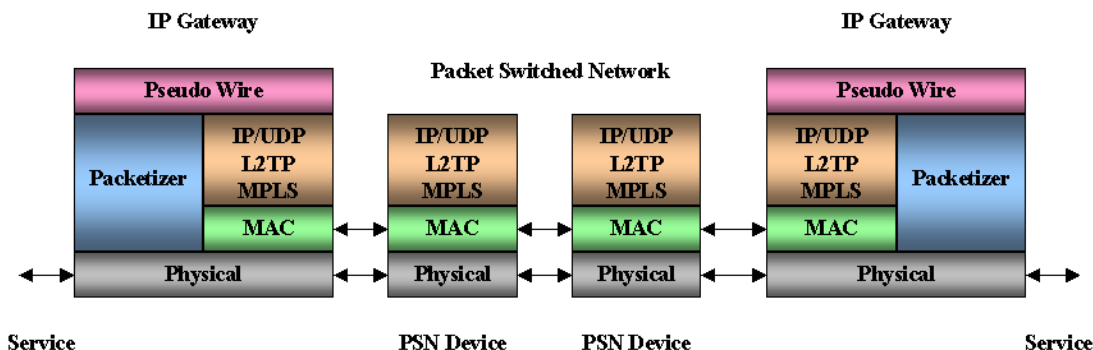 IP Gateway
IP Gateway
Packet Switched Network
Pseudo Wire
Pseudo Wire
Packetizer
IP/UDP
L2TP
MPLS
MAC
IP/UDP
L2TP
MPLS
MAC
IP/UDP
L2TP
MPLS
MAC
IP/UDP
L2TP
MPLS
MAC
Packetizer
Physical
Physical
Physical
Physical
Service
PSN Device
PSN Device
Service